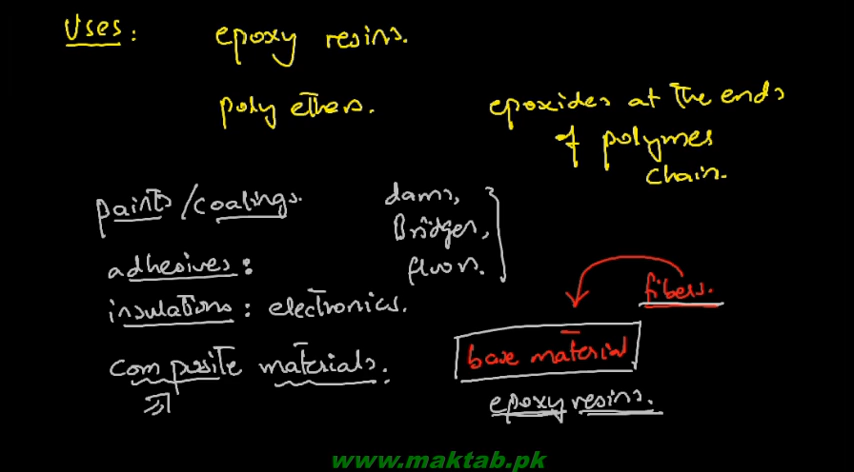 Uses: epoxy resins.
poly ethers.
epoxides at the ends
of polymer
chain.
paints/coatings.
dams,
Bridges,
floors.
adhesives:
insulations: electronics.
fibers.
composite materials.
base material
epoxy resins.
www.maktab.pk